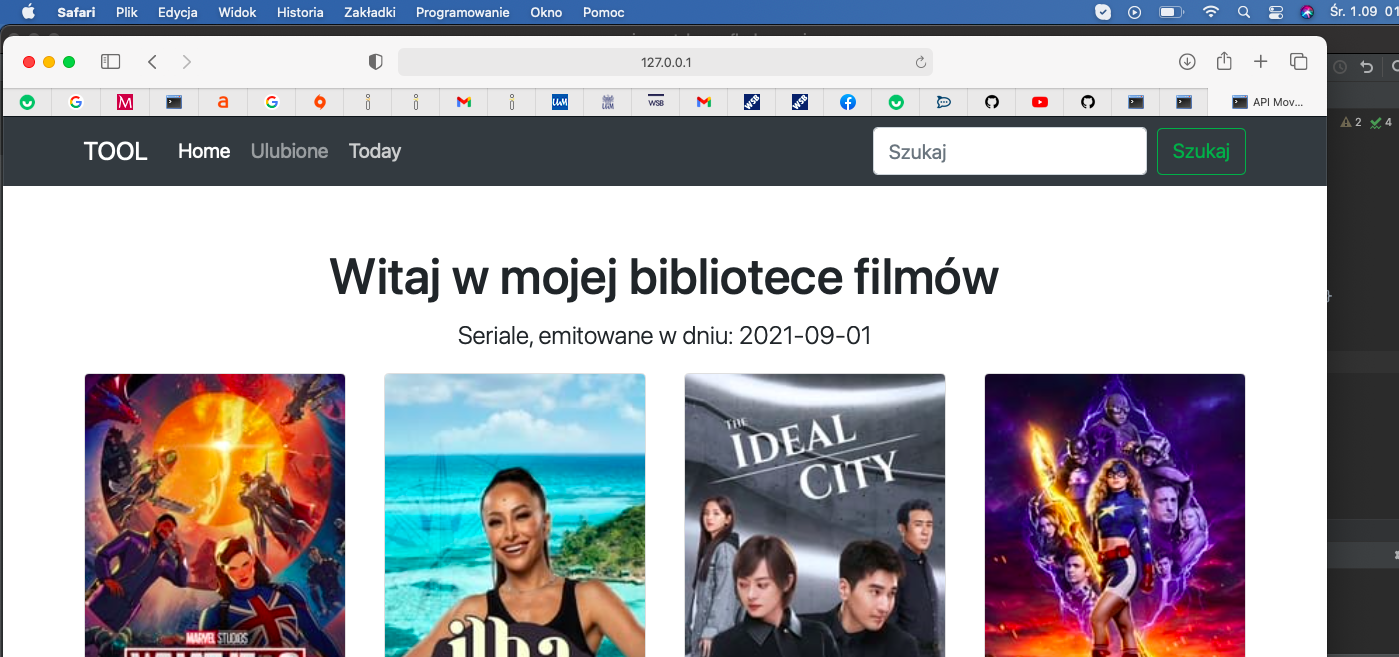 Safari Plik Edycja Widok Historia Zakładki Programowanie Okno Pomoc Śr. 1.09 01
127.0.0.1
WSB API Mov...
2 4
TOOL Home Ulubione Today Szukaj Szukaj
Witaj w mojej bibliotece filmów
Seriale, emitowane w dniu: 2021-09-01
THE
IDEAL
CITY
MARVEL STUDIOS
ilha